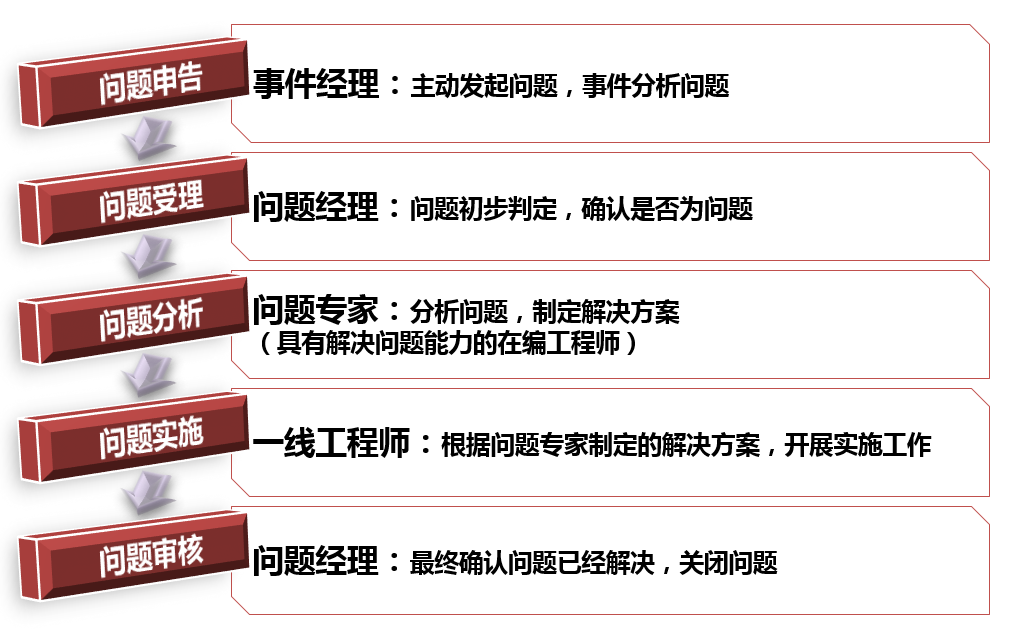 问题申告
事件经理：主动发起问题，事件分析问题
问题受理
问题经理：问题初步判定，确认是否为问题
问题分析
问题专家：分析问题，制定解决方案
（具有解决问题能力的在编工程师）
问题实施
一线工程师：根据问题专家制定的解决方案，开展实施工作
问题审核
问题经理：最终确认问题已经解决，关闭问题